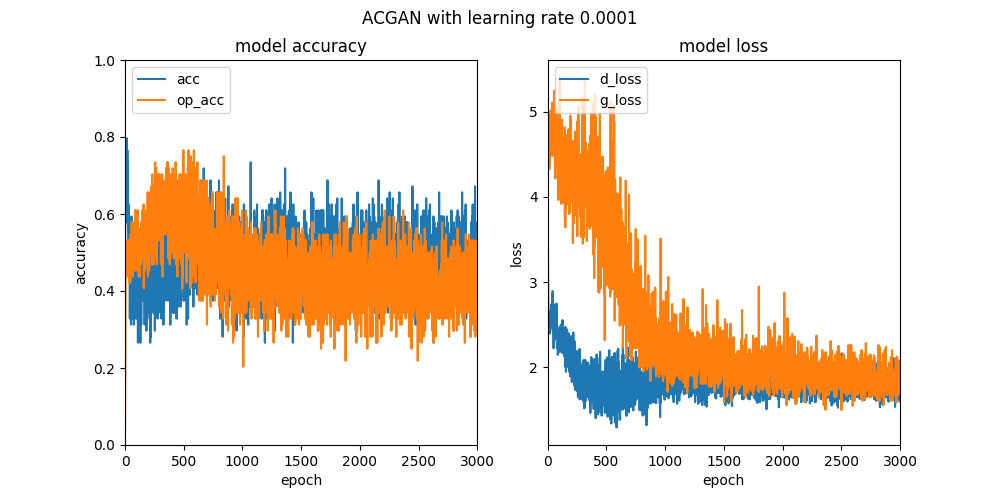 ACGAN with learning rate 0.0001
model accuracy
acc
op_acc
accuracy
1.0
0.8
0.6
0.4
0.2
0.0
0 500 1000 1500 2000 2500 3000
epoch
model loss
d_loss
g_loss
loss
5
4
3
2
0 500 1000 1500 2000 2500 3000
epoch